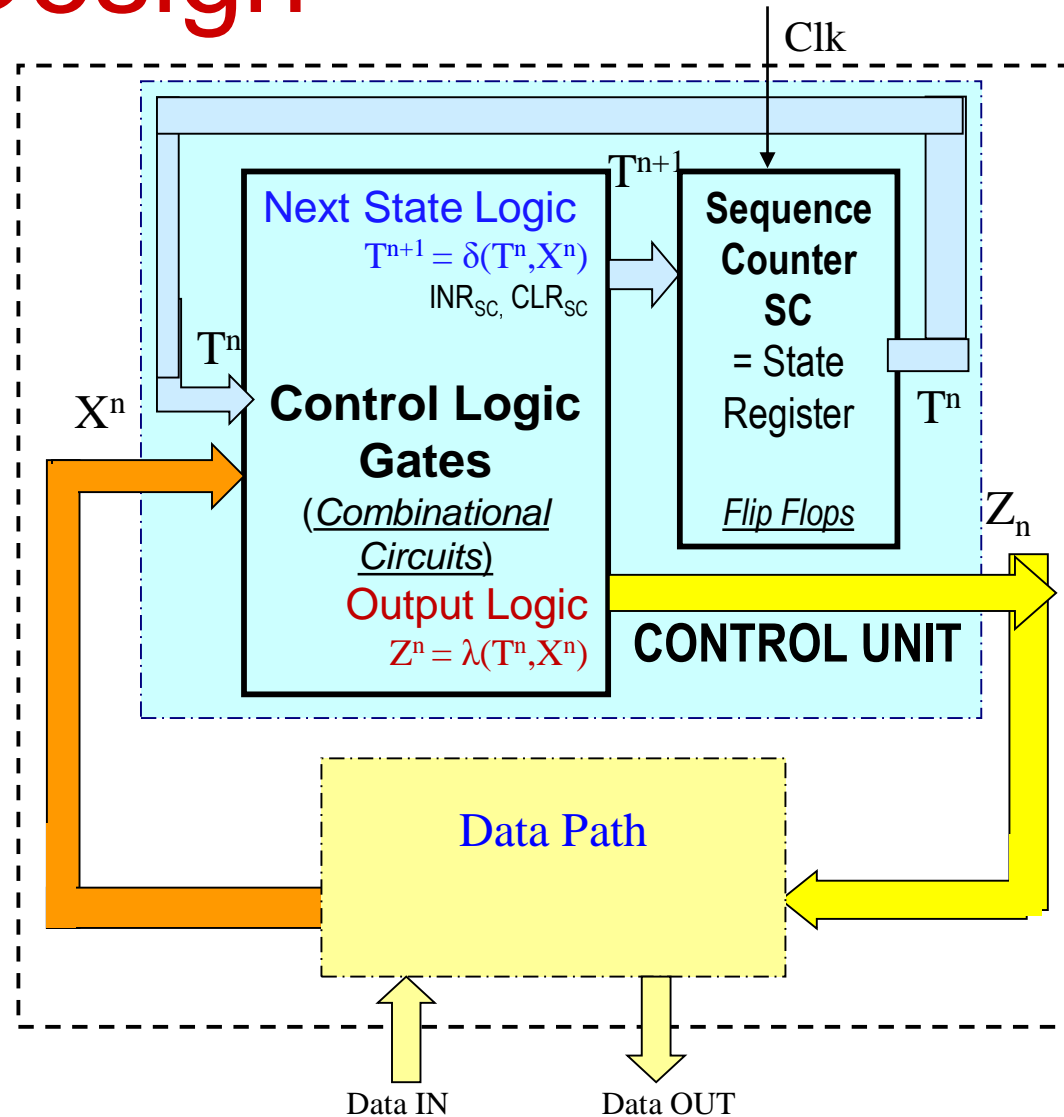 Design
Clk
Next State Logic
Tⁿ⁺¹ = δ(Tⁿ,Xⁿ)
INR_SC, CLR_SC
Tⁿ⁺¹
Sequence
Counter
SC
= State
Register
Flip Flops
Tⁿ
Tⁿ
Xⁿ
Control Logic
Gates
(Combinational
Circuits)
Output Logic
Zⁿ = λ(Tⁿ,Xⁿ)
Zₙ
CONTROL UNIT
Data Path
Data IN
Data OUT